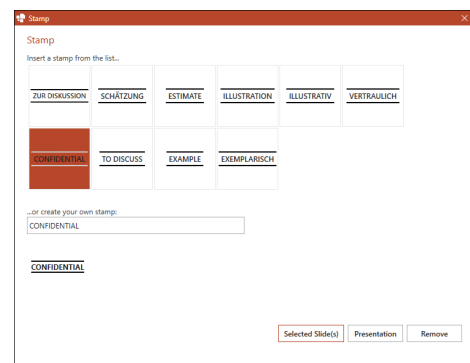 Stamp
Stamp
Insert a stamp from the list...
ZUR DISKUSSION SCHÄTZUNG ESTIMATE ILLUSTRATION ILLUSTRATIV VERTRAULICH
CONFIDENTIAL TO DISCUSS EXAMPLE EXEMPLARISCH
...or create your own stamp:
CONFIDENTIAL
CONFIDENTIAL
Selected Slide(s) Presentation Remove